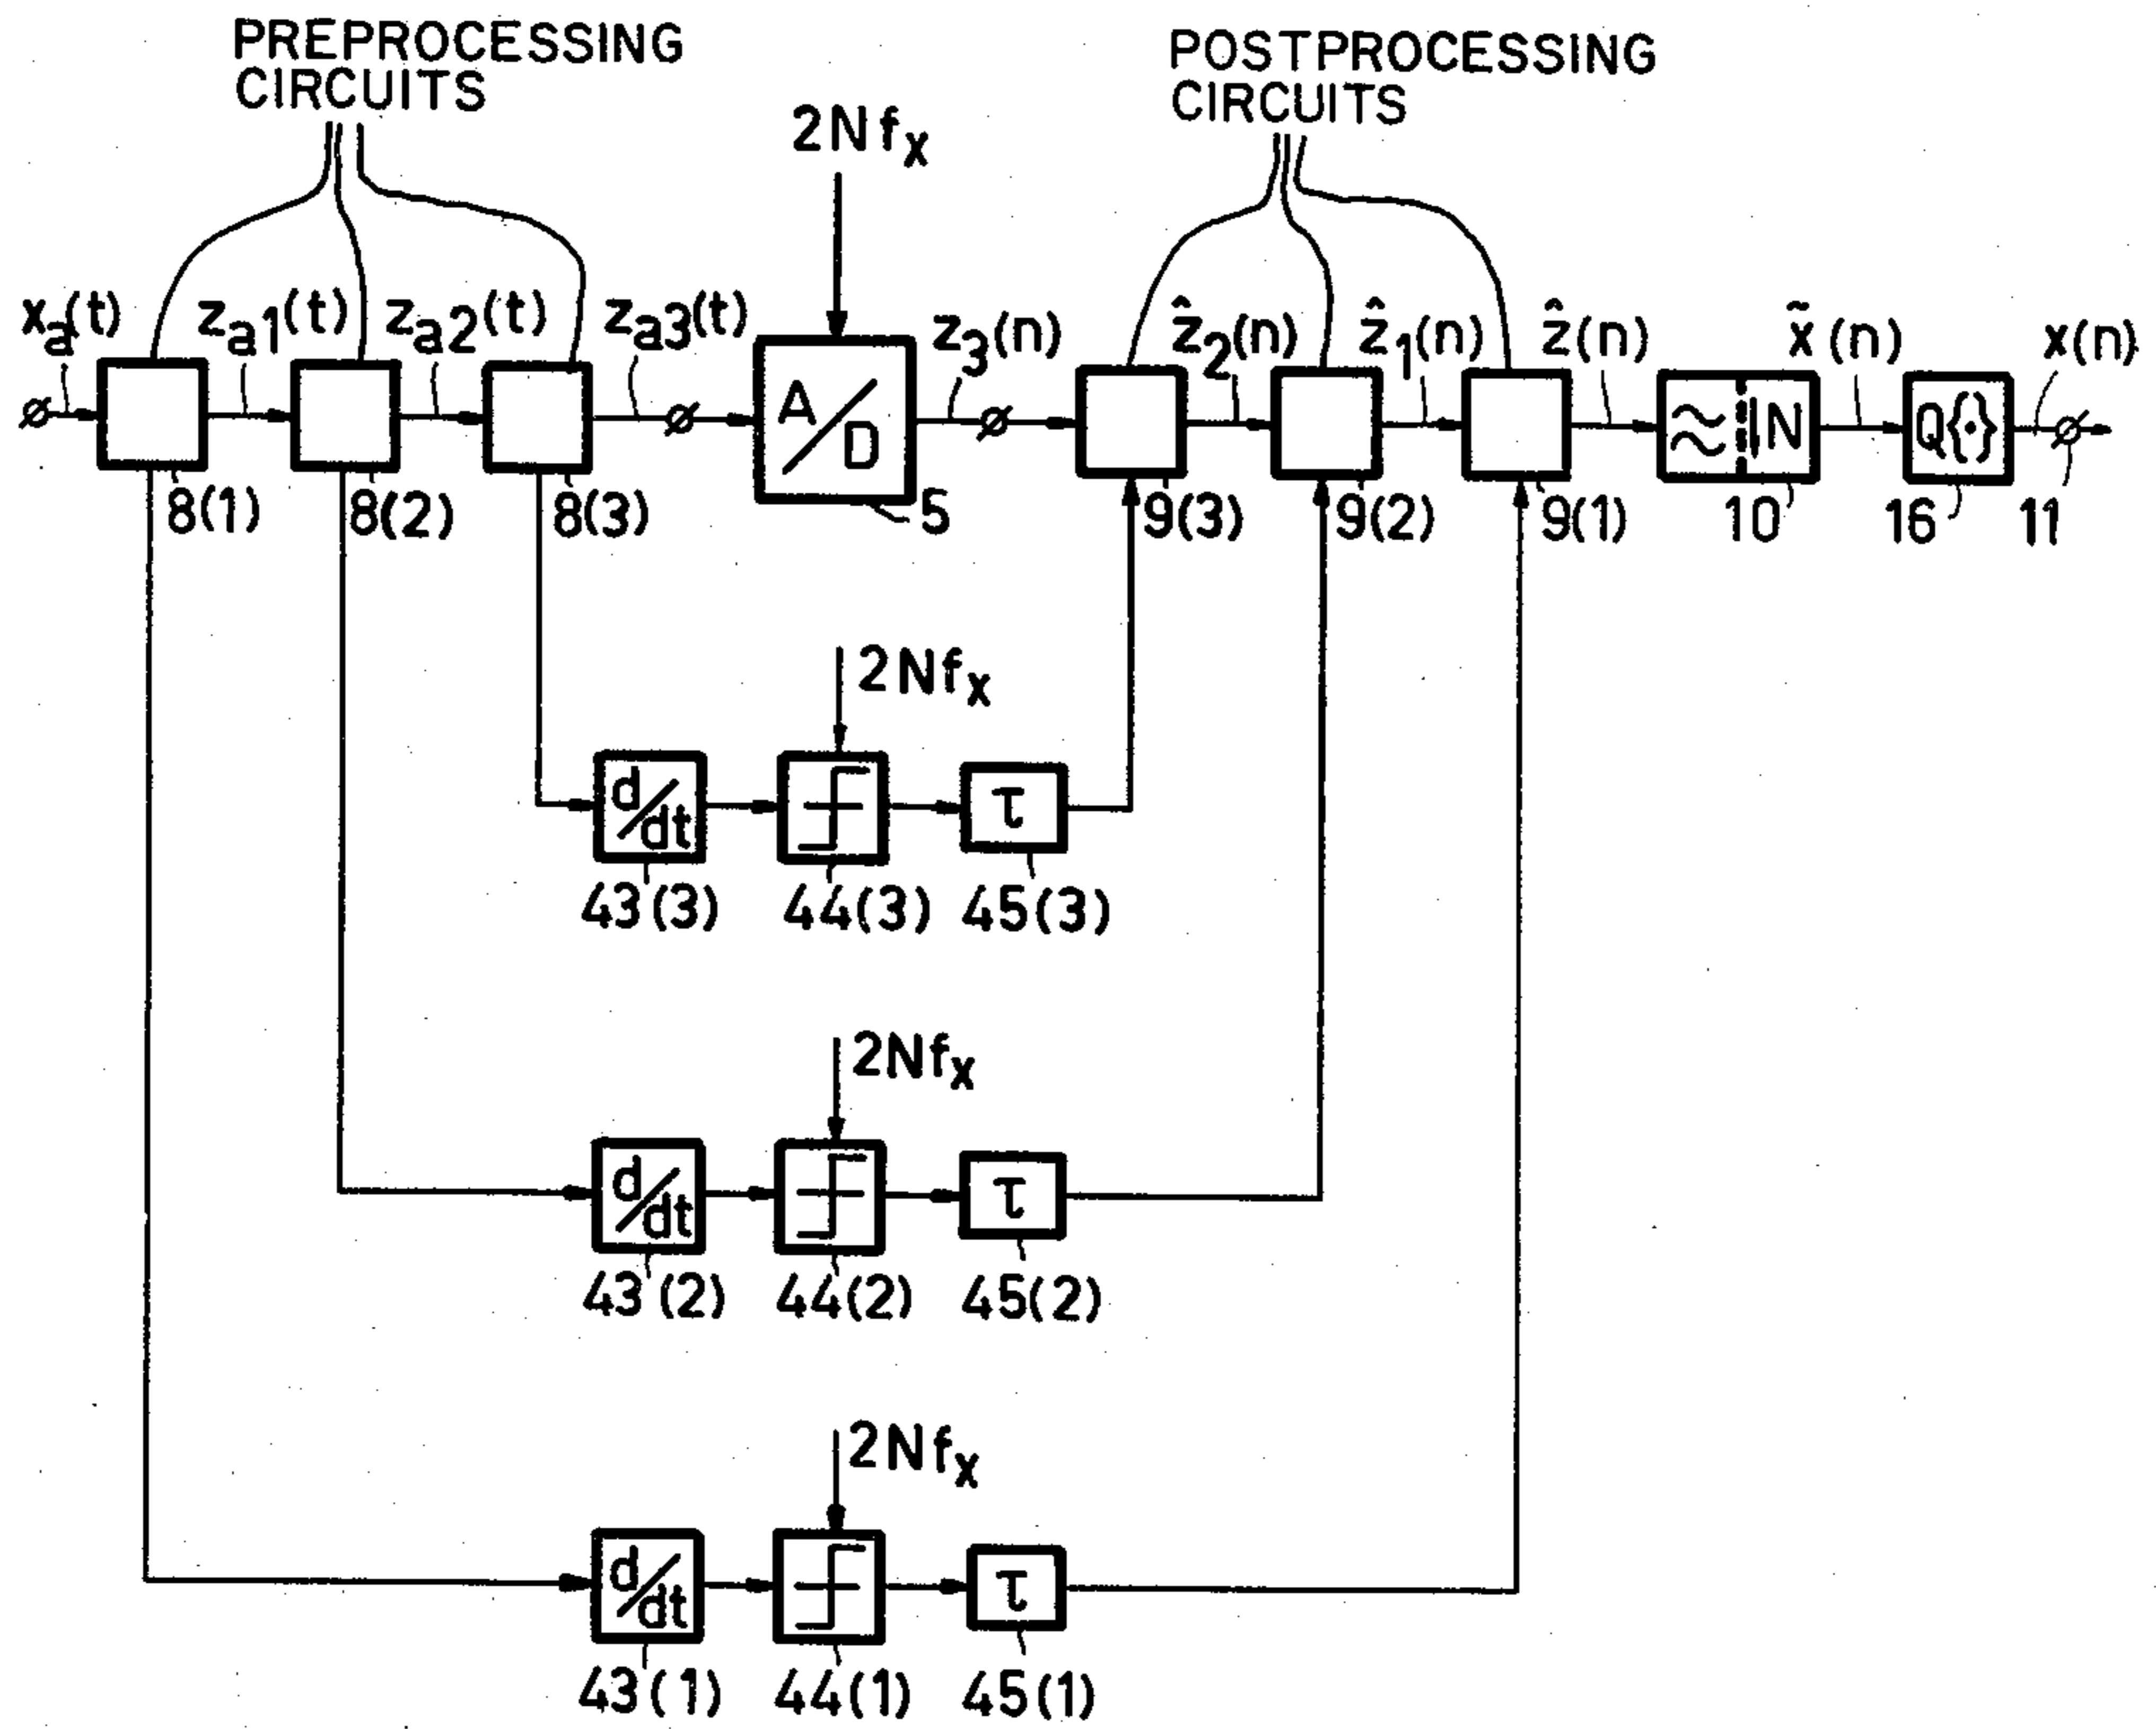 PREPROCESSING
CIRCUITS
POSTPROCESSING
CIRCUITS
2Nfx
xa(t)
za1(t)
za2(t)
za3(t)
z3(n)
ẑ2(n)
ẑ1(n)
ẑ(n)
x̃(n)
x(n)
A/D
N
Q{·}
8(1)
8(2)
8(3)
5
9(3)
9(2)
9(1)
10
16
11
2Nfx
d/dt
τ
43(3)
44(3)
45(3)
2Nfx
d/dt
τ
43(2)
44(2)
45(2)
2Nfx
d/dt
τ
43(1)
44(1)
45(1)